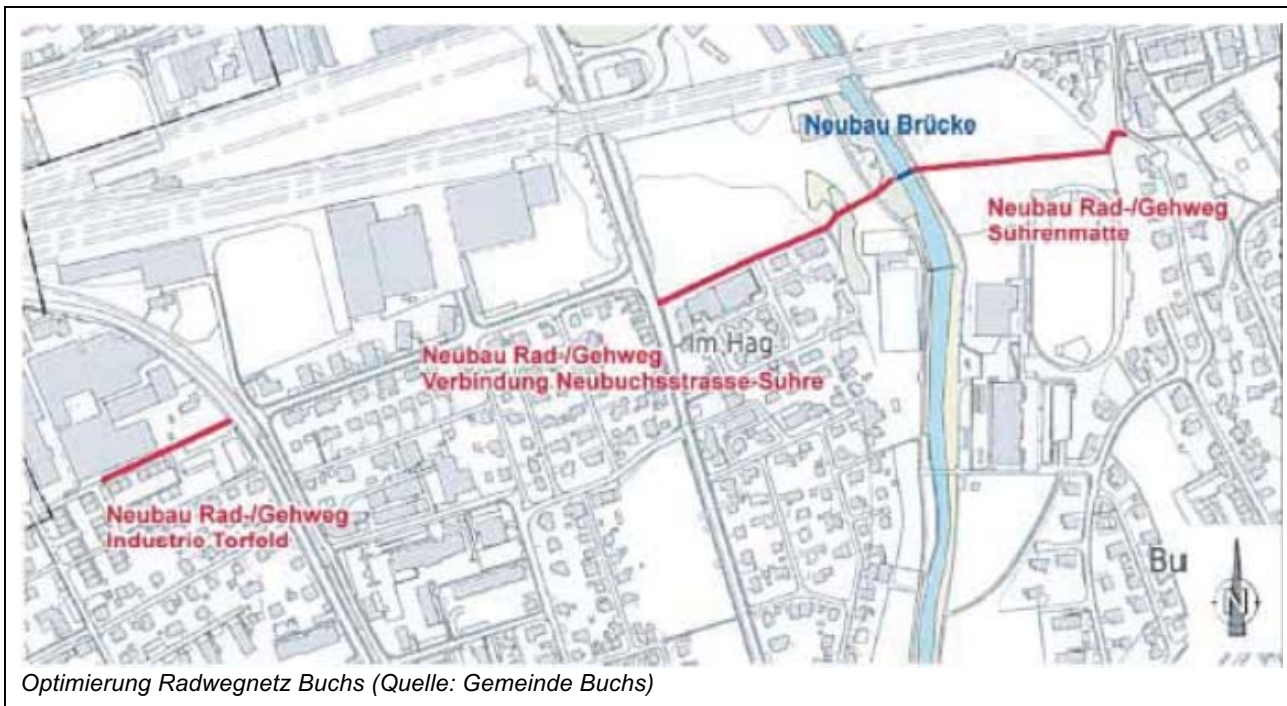 Neubau Brücke
Neubau Rad-/Gehweg
Suhrenmatte
Im Hag
Neubau Rad-/Gehweg
Verbindung Neubuchsstrasse-Suhre
Neubau Rad-/Gehweg
Industrie Torfeld
Bu
N
Optimierung Radwegnetz Buchs (Quelle: Gemeinde Buchs)